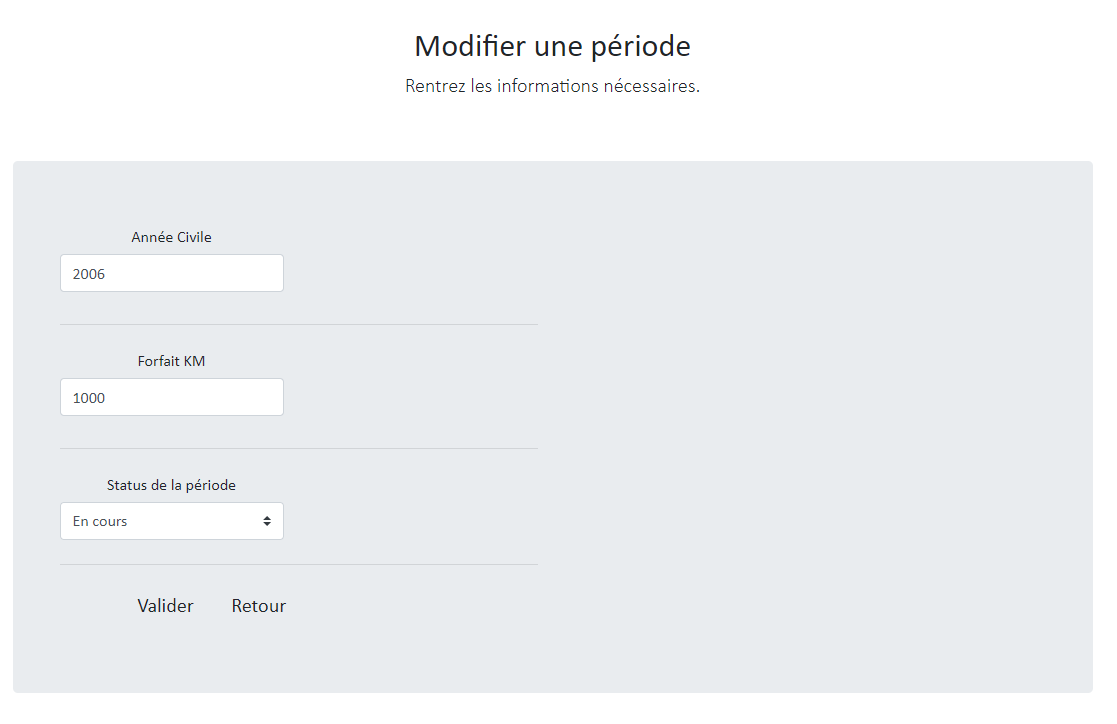 Modifier une période
Rentrez les informations nécessaires.
Année Civile
2006
Forfait KM
1000
Status de la période
En cours
Valider Retour